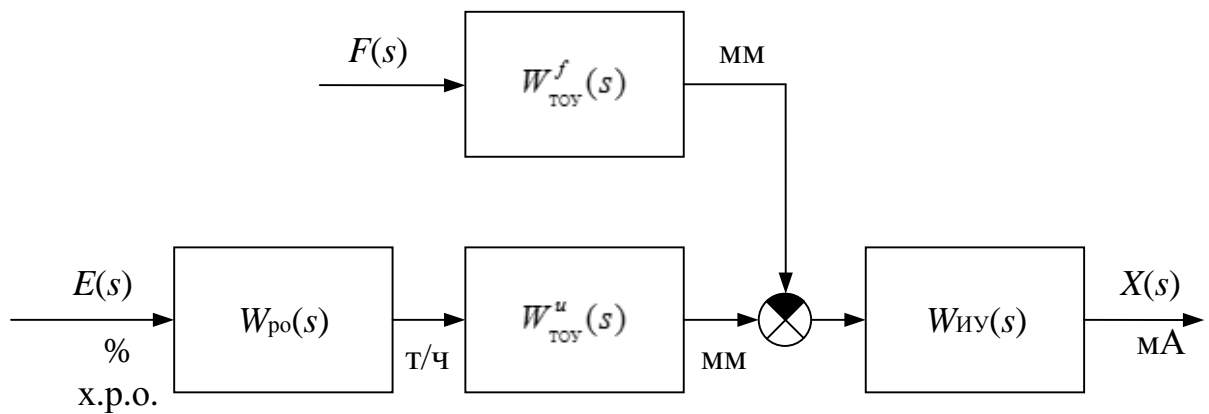 F(s)
W^f_ТОУ(s)
мм
E(s)
%
х.р.о.
Wро(s)
т/ч
W^u_ТОУ(s)
мм
WИУ(s)
X(s)
мА